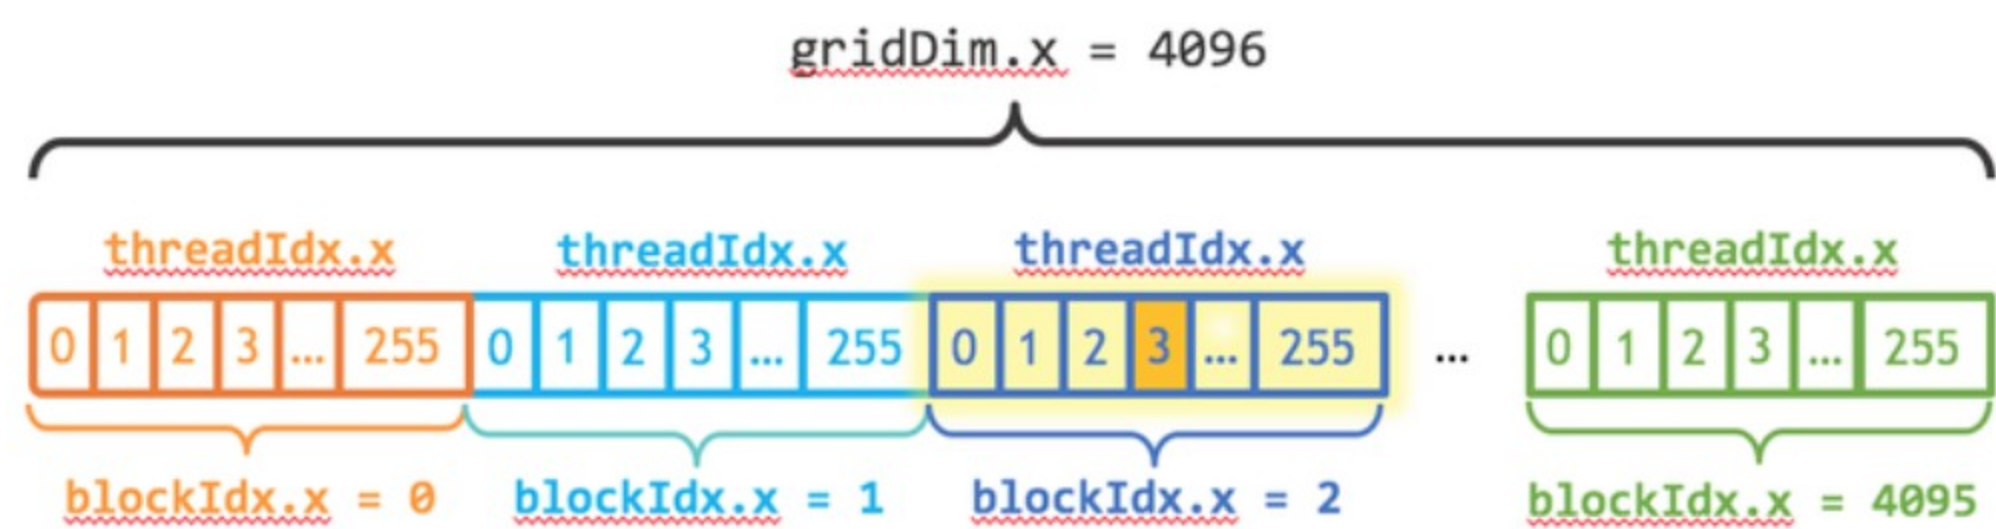 gridDim.x = 4096
threadIdx.x threadIdx.x threadIdx.x threadIdx.x
0 1 2 3 ... 255 0 1 2 3 ... 255 0 1 2 3 ... 255 ... 0 1 2 3 ... 255
blockIdx.x = 0 blockIdx.x = 1 blockIdx.x = 2 blockIdx.x = 4095